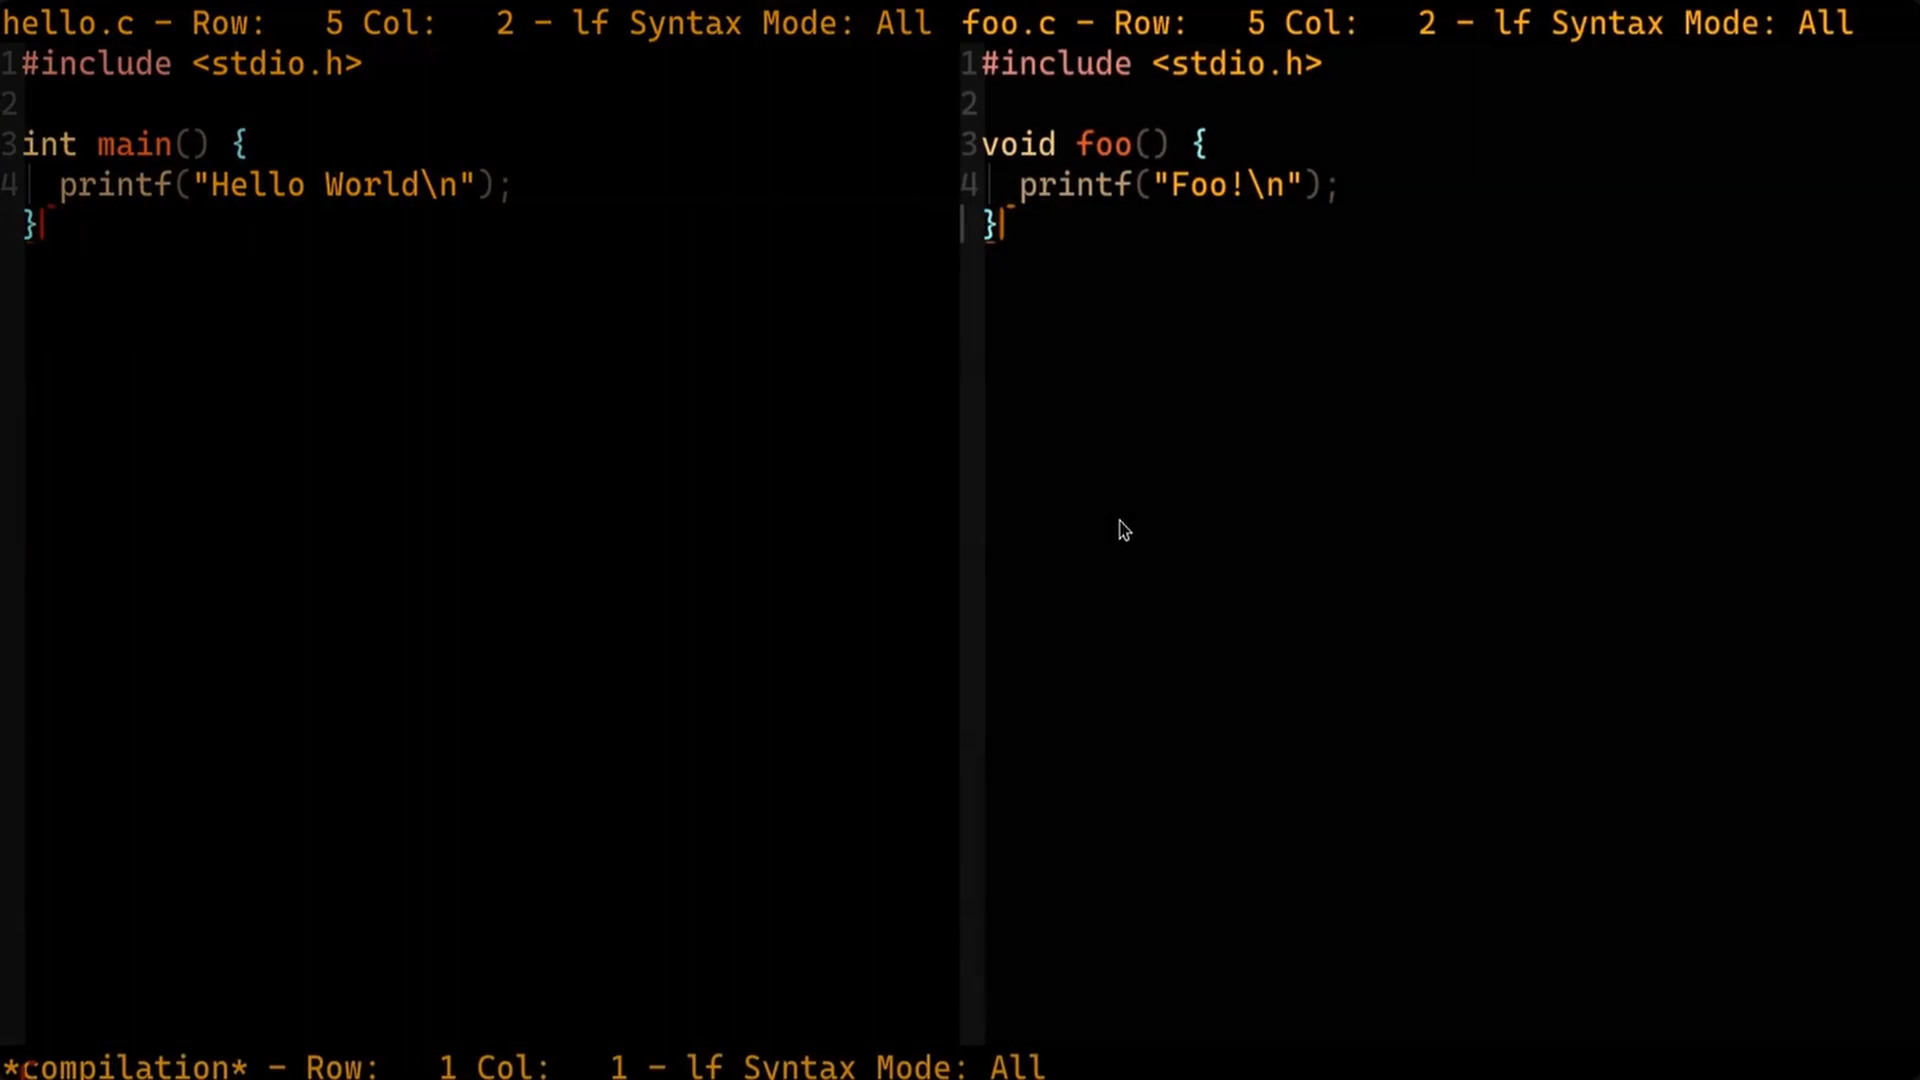 hello.c - Row:   5 Col:   2 - lf Syntax Mode: All
1#include <stdio.h>
2
3int main() {
4  printf("Hello World\n");
}
foo.c - Row:   5 Col:   2 - lf Syntax Mode: All
1#include <stdio.h>
2
3void foo() {
4  printf("Foo!\n");
}
*compilation* - Row:   1 Col:   1 - lf Syntax Mode: All